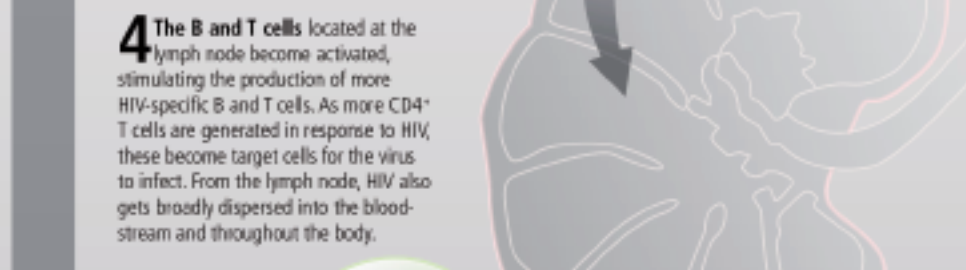 4 The B and T cells located at the
lymph node become activated,
stimulating the production of more
HIV-specific B and T cells. As more CD4+
T cells are generated in response to HIV,
these become target cells for the virus
to infect. From the lymph node, HIV also
gets broadly dispersed into the blood-
stream and throughout the body.